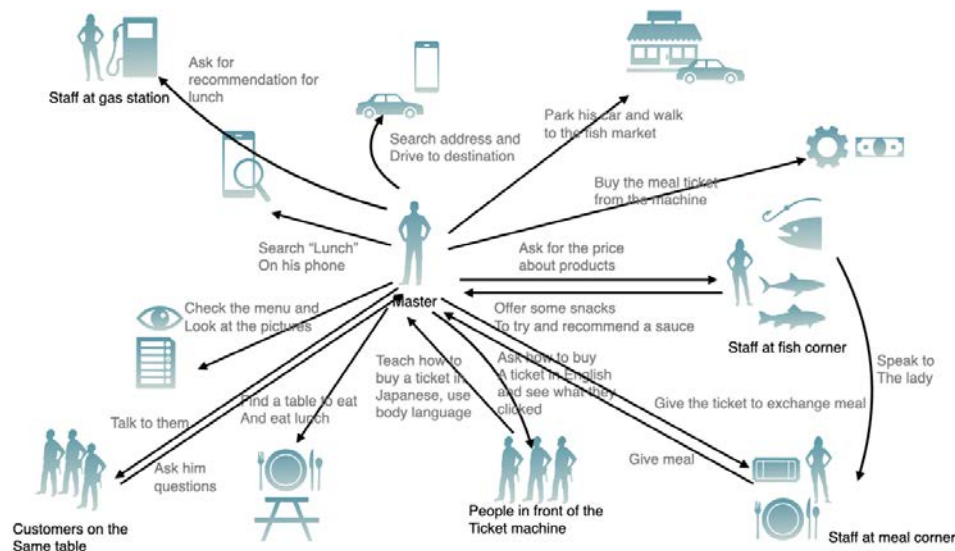 Ask for
recommendation for
lunch
Staff at gas station
Search address and
Drive to destination
Park his car and walk
to the fish market
Buy the meal ticket
from the machine
Search “Lunch”
On his phone
Ask for the price
about products
Master
Offer some snacks
To try and recommend a sauce
Staff at fish corner
Check the menu and
Look at the pictures
Speak to
The lady
Teach how to
buy a ticket in
Japanese, use
body language
Ask how to buy
A ticket in English
and see what they
clicked
Find a table to eat
And eat lunch
Give the ticket to exchange meal
Talk to them
Ask him
questions
Give meal
Customers on the
Same table
People in front of the
Ticket machine
Staff at meal corner